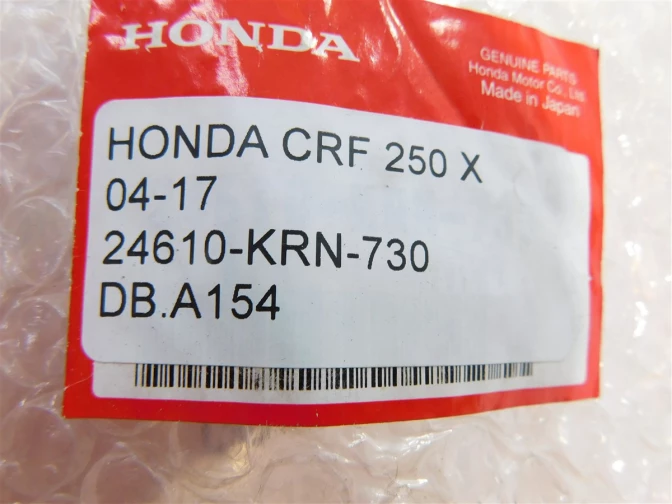 HONDA
GENUINE PARTS
Honda Motor Co., Ltd.
Made in Japan
HONDA CRF 250 X
04-17
24610-KRN-730
DB.A154